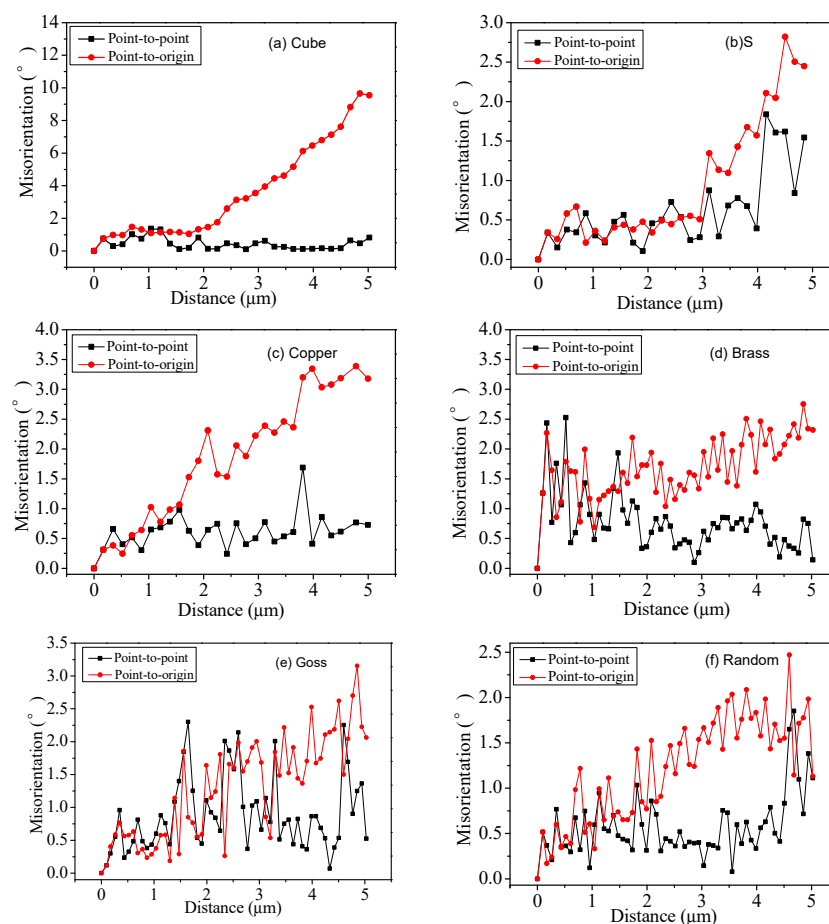 14
12
10
8
6
4
2
0
0 1 2 3 4 5
Misorientation (°)
Distance (µm)
Point-to-point
Point-to-origin
(a) Cube
3.0
2.5
2.0
1.5
1.0
0.5
0.0
0 1 2 3 4 5
Misorientation (°)
Distance (µm)
Point-to-point
Point-to-origin
(b)S
4.0
3.5
3.0
2.5
2.0
1.5
1.0
0.5
0.0
0 1 2 3 4 5
Misorientation (°)
Distance (µm)
Point-to-point
Point-to-origin
(c) Copper
4.0
3.5
3.0
2.5
2.0
1.5
1.0
0.5
0.0
0 1 2 3 4 5
Misorientation (°)
Distance (µm)
Point-to-point
Point-to-origin
(d) Brass
3.5
3.0
2.5
2.0
1.5
1.0
0.5
0.0
0 1 2 3 4 5
Misorientation (°)
Distance (µm)
Point-to-point
Point-to-origin
(e) Goss
2.5
2.0
1.5
1.0
0.5
0.0
0 1 2 3 4 5
Misorientation (°)
Distance (µm)
Point-to-point
Point-to-origin
(f) Random